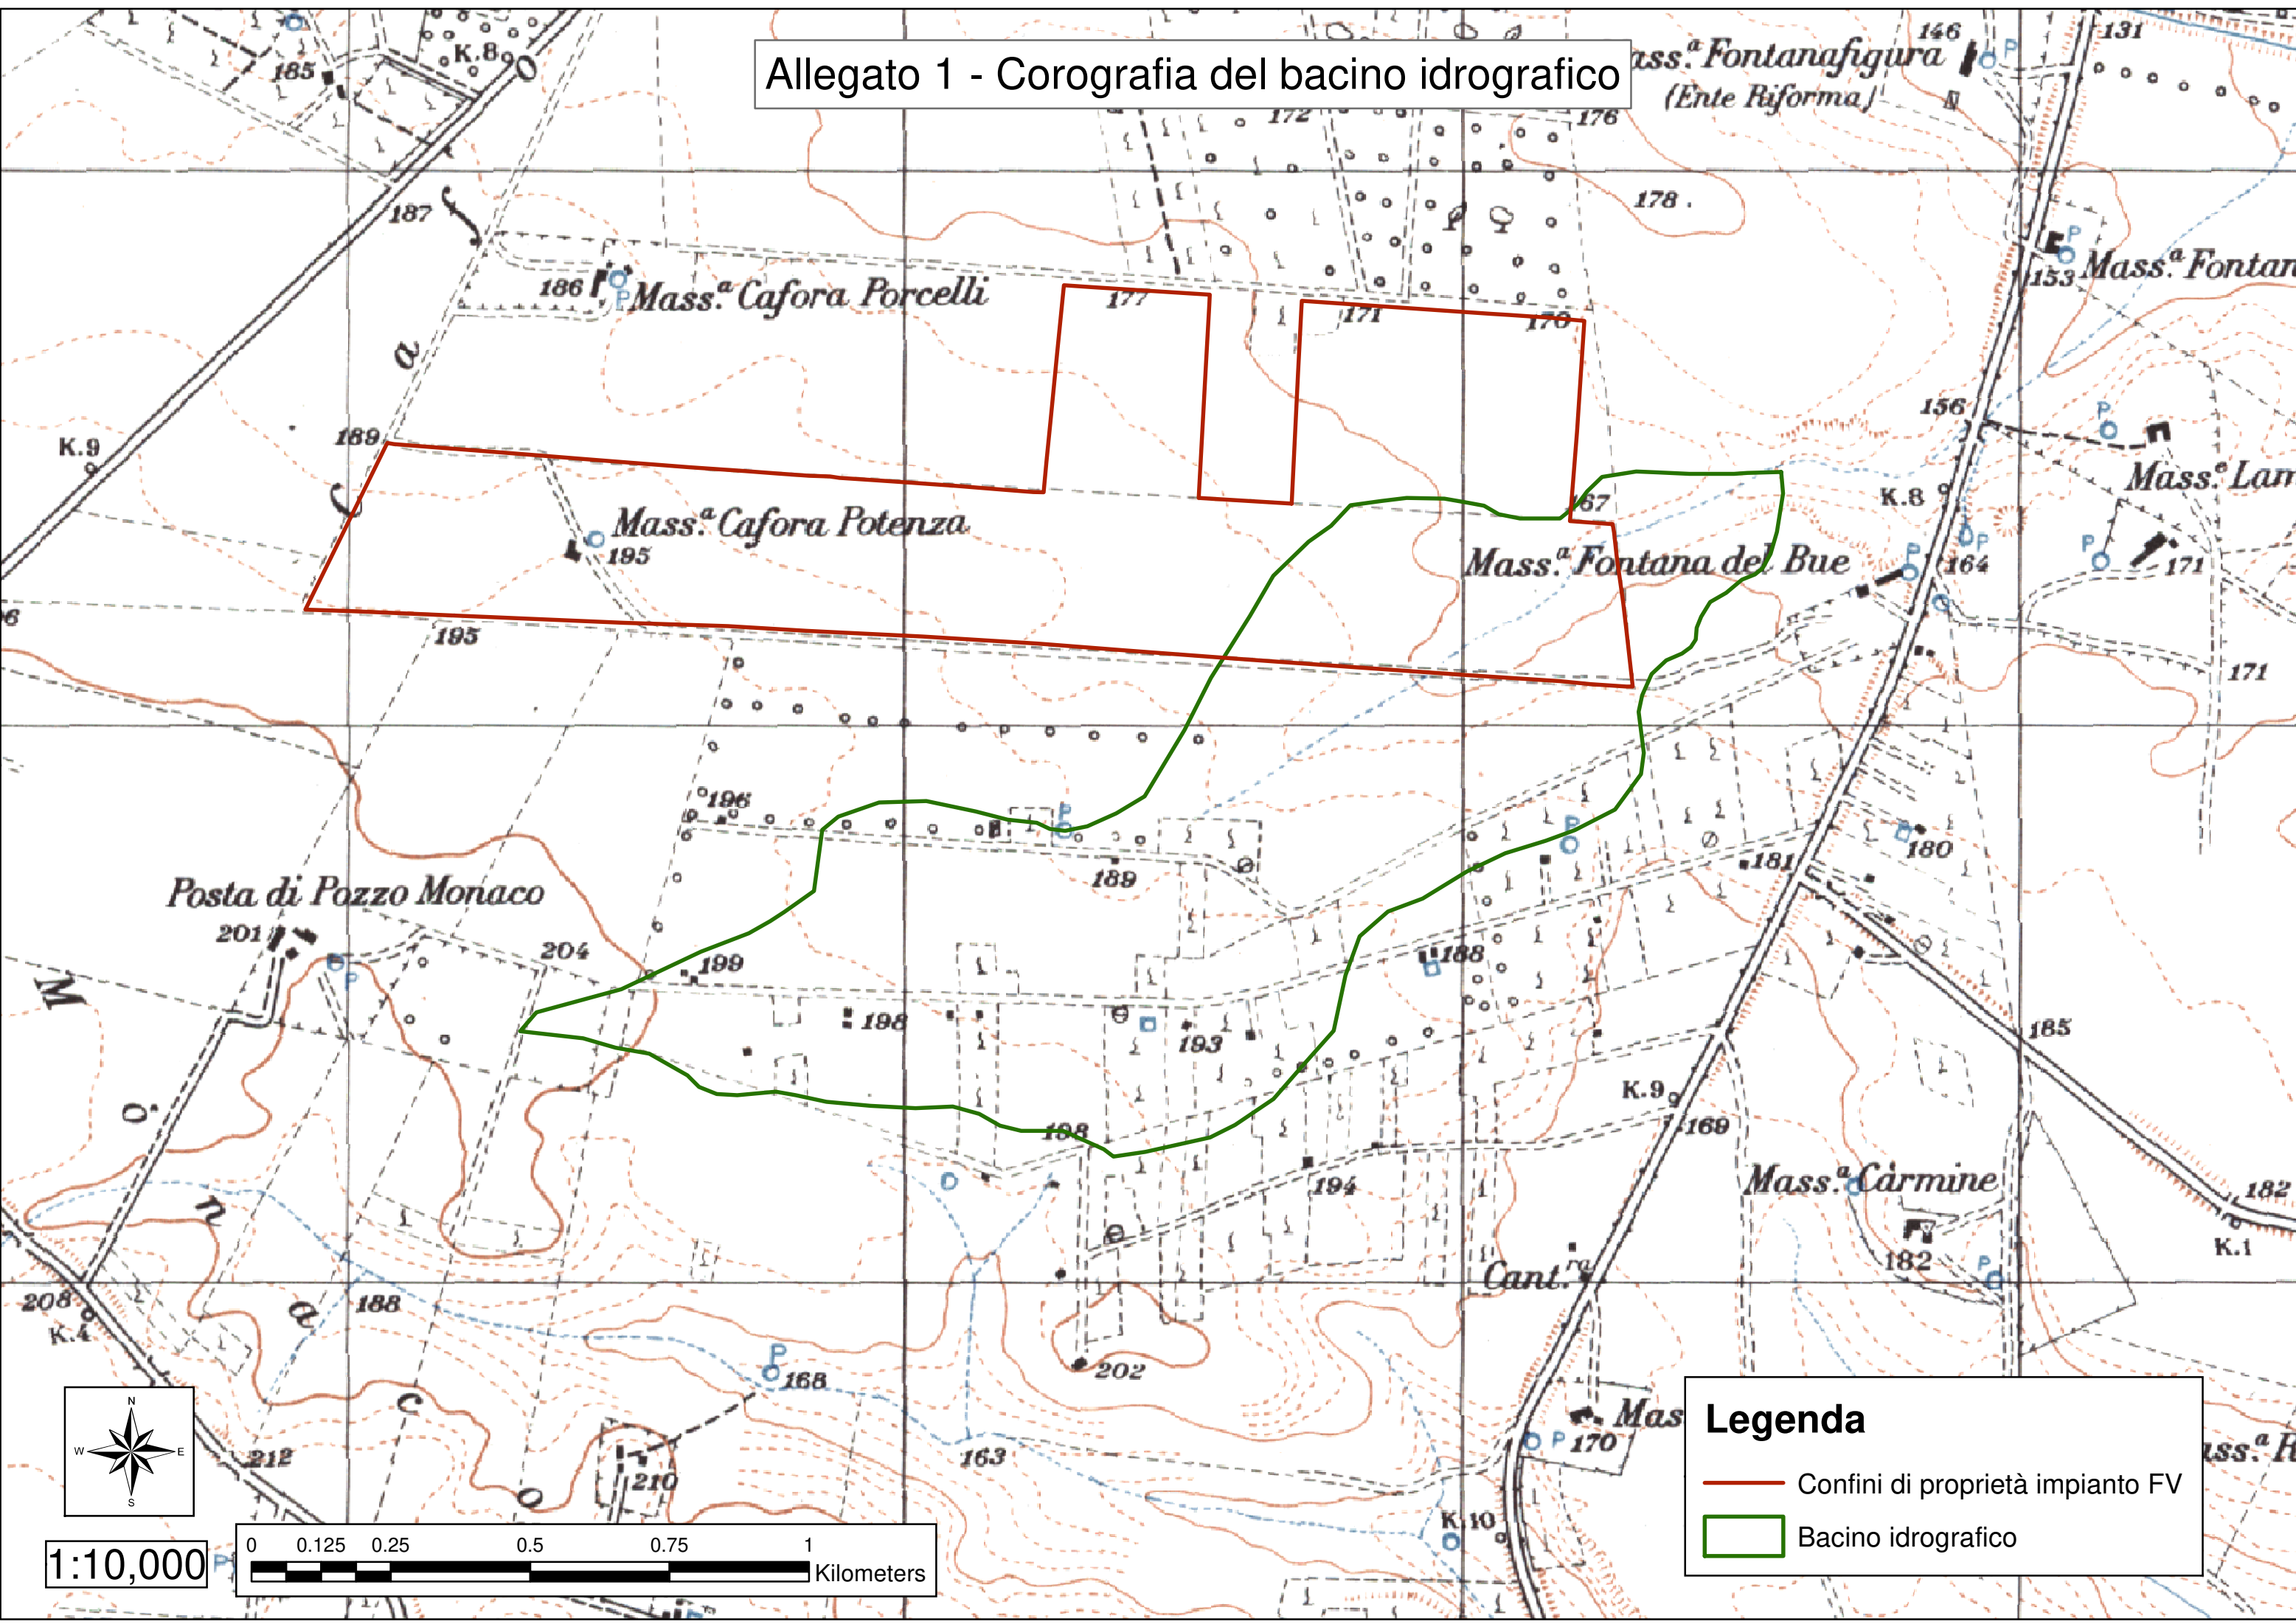 Allegato 1 - Corografia del bacino idrografico
185
K.8
146
P
131
Fontanafigura
(Ente Riforma)
172
176
187
178
P
153
Mass.ª Fontan
186
P
Mass.ª Cafora Porcelli
177
171
170
189
K.9
156
P
Mass.ª Lam
K.8
167
Mass.ª Cafora Potenza
195
Mass.ª Fontana del Bue
P
P
164
P
171
195
171
196
P
P
189
180
181
Posta di Pozzo Monaco
201
P
204
199
188
198
193
185
K.9
169
198
194
Mass.ª Càrmine
182
182
K.1
Cant.ra
208
K.4
188
P
168
202
212
210
163
P
170
K.10
P
C a f o
M ò n a c o
N
W
E
S
1:10,000
0 0.125 0.25 0.5 0.75 1
Kilometers
Legenda
Confini di proprietà impianto FV
Bacino idrografico